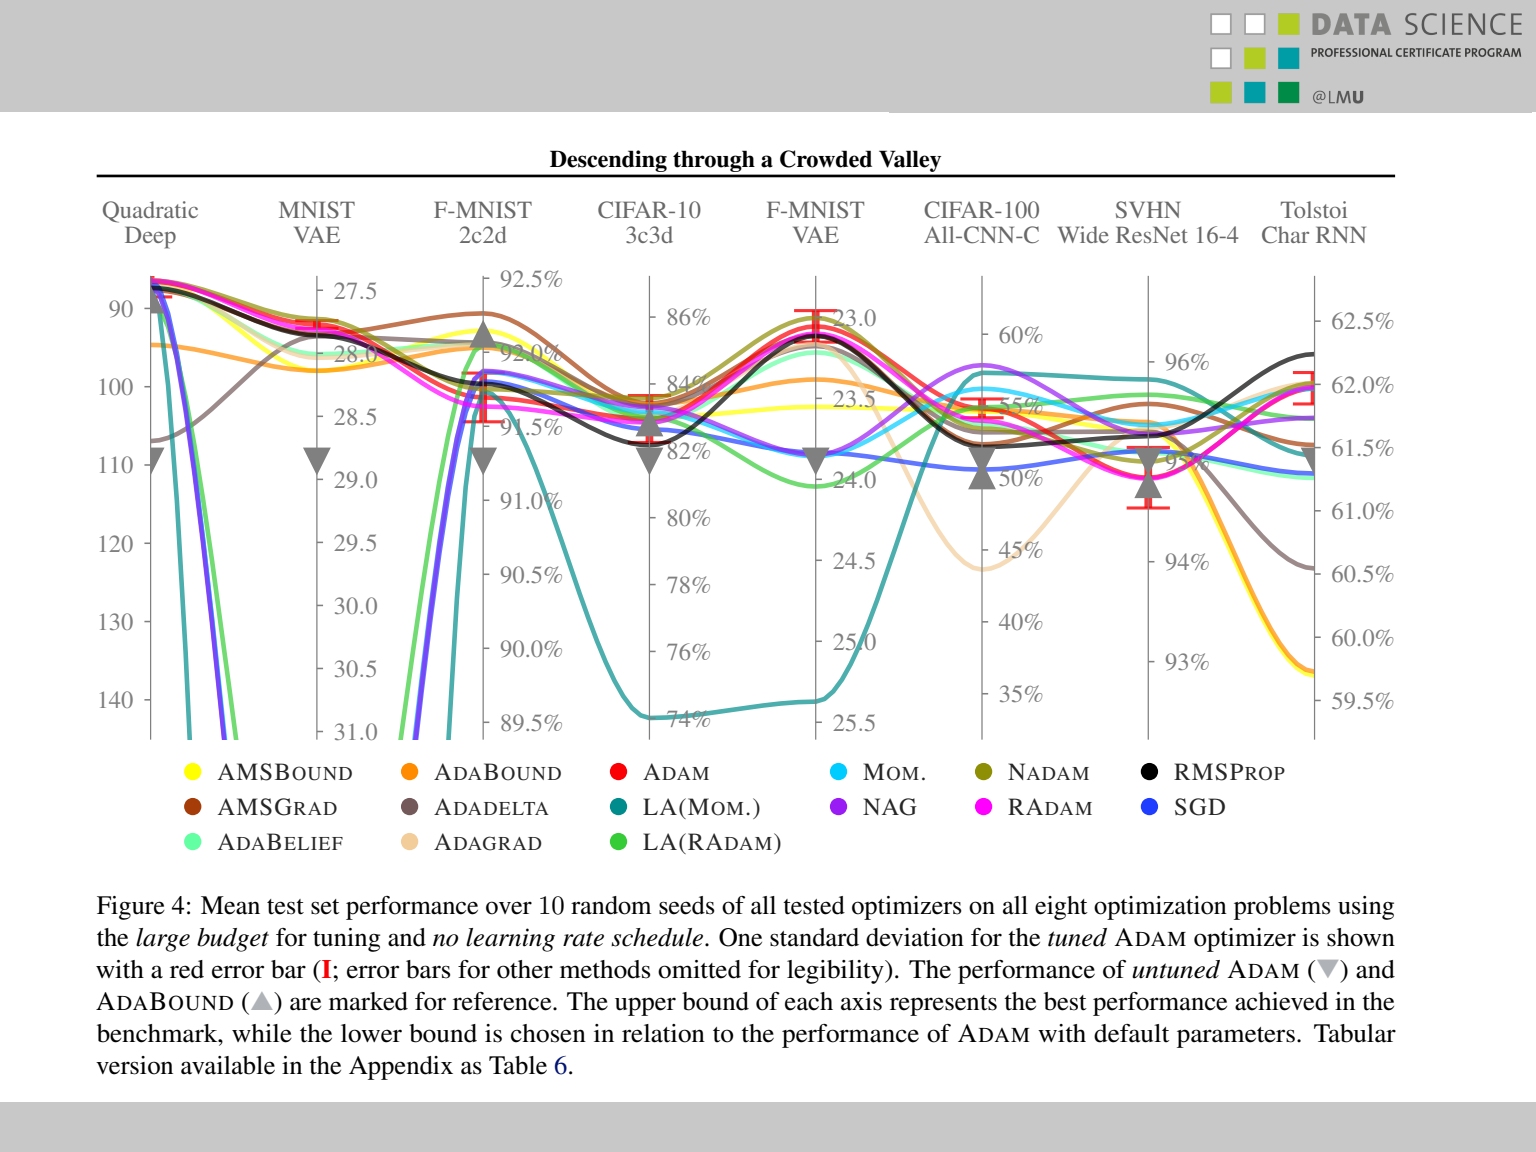 DATA SCIENCE
PROFESSIONAL CERTIFICATE PROGRAM
@LMU
Descending through a Crowded Valley
Quadratic Deep
MNIST VAE
F-MNIST 2c2d
CIFAR-10 3c3d
F-MNIST VAE
CIFAR-100 All-CNN-C
SVHN Wide ResNet 16-4
Tolstoi Char RNN
90
100
110
120
130
140
27.5
28.0
28.5
29.0
29.5
30.0
30.5
31.0
92.5%
92.0%
91.5%
91.0%
90.5%
90.0%
89.5%
86%
84%
82%
80%
78%
76%
74%
23.0
23.5
24.0
24.5
25.0
25.5
60%
55%
50%
45%
40%
35%
96%
95%
94%
93%
62.5%
62.0%
61.5%
61.0%
60.5%
60.0%
59.5%
AMSBOUND ADABOUND ADAM MOM. NADAM RMSPROP
AMSGRAD ADADELTA LA(MOM.) NAG RADAM SGD
ADABELIEF ADAGRAD LA(RADAM)
Figure 4: Mean test set performance over 10 random seeds of all tested optimizers on all eight optimization problems using
the large budget for tuning and no learning rate schedule. One standard deviation for the tuned ADAM optimizer is shown
with a red error bar (I; error bars for other methods omitted for legibility). The performance of untuned ADAM (▼) and
ADABOUND (▲) are marked for reference. The upper bound of each axis represents the best performance achieved in the
benchmark, while the lower bound is chosen in relation to the performance of ADAM with default parameters. Tabular
version available in the Appendix as Table 6.